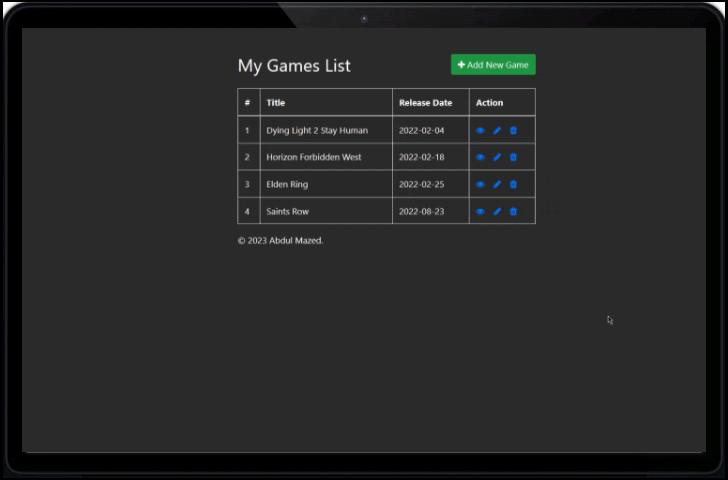 My Games List
Add New Game
# Title Release Date Action
1 Dying Light 2 Stay Human 2022-02-04
2 Horizon Forbidden West 2022-02-18
3 Elden Ring 2022-02-25
4 Saints Row 2022-08-23
© 2023 Abdul Mazed.